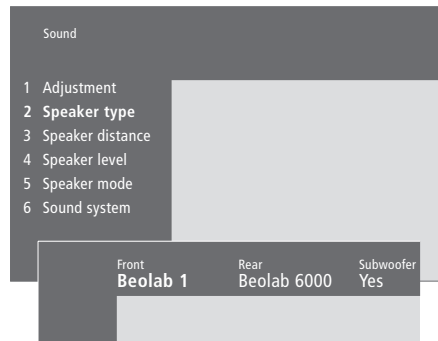 Sound
1 Adjustment
2 Speaker type
3 Speaker distance
4 Speaker level
5 Speaker mode
6 Sound system
Front Rear Subwoofer
Beolab 1 Beolab 6000 Yes